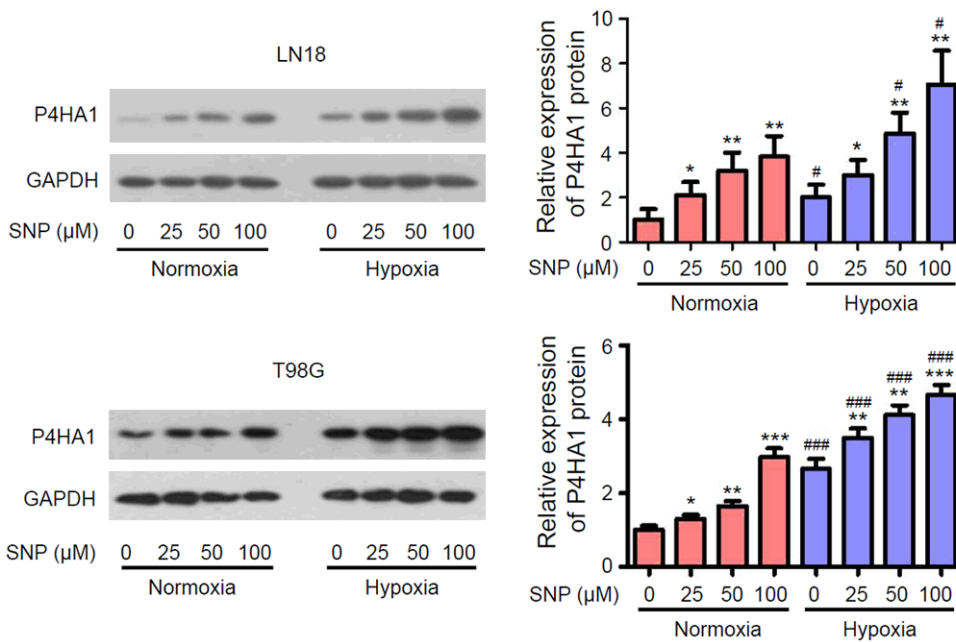 LN18
P4HA1
GAPDH
SNP (μM) 0 25 50 100 0 25 50 100
Normoxia Hypoxia
Relative expression
of P4HA1 protein
10
8
6
4
2
0
* ** ** # * # ** # **
SNP (μM) 0 25 50 100 0 25 50 100
Normoxia Hypoxia
T98G
P4HA1
GAPDH
SNP (μM) 0 25 50 100 0 25 50 100
Normoxia Hypoxia
Relative expression
of P4HA1 protein
6
4
2
0
* ** *** ### ### ** ### ** ### ***
SNP (μM) 0 25 50 100 0 25 50 100
Normoxia Hypoxia